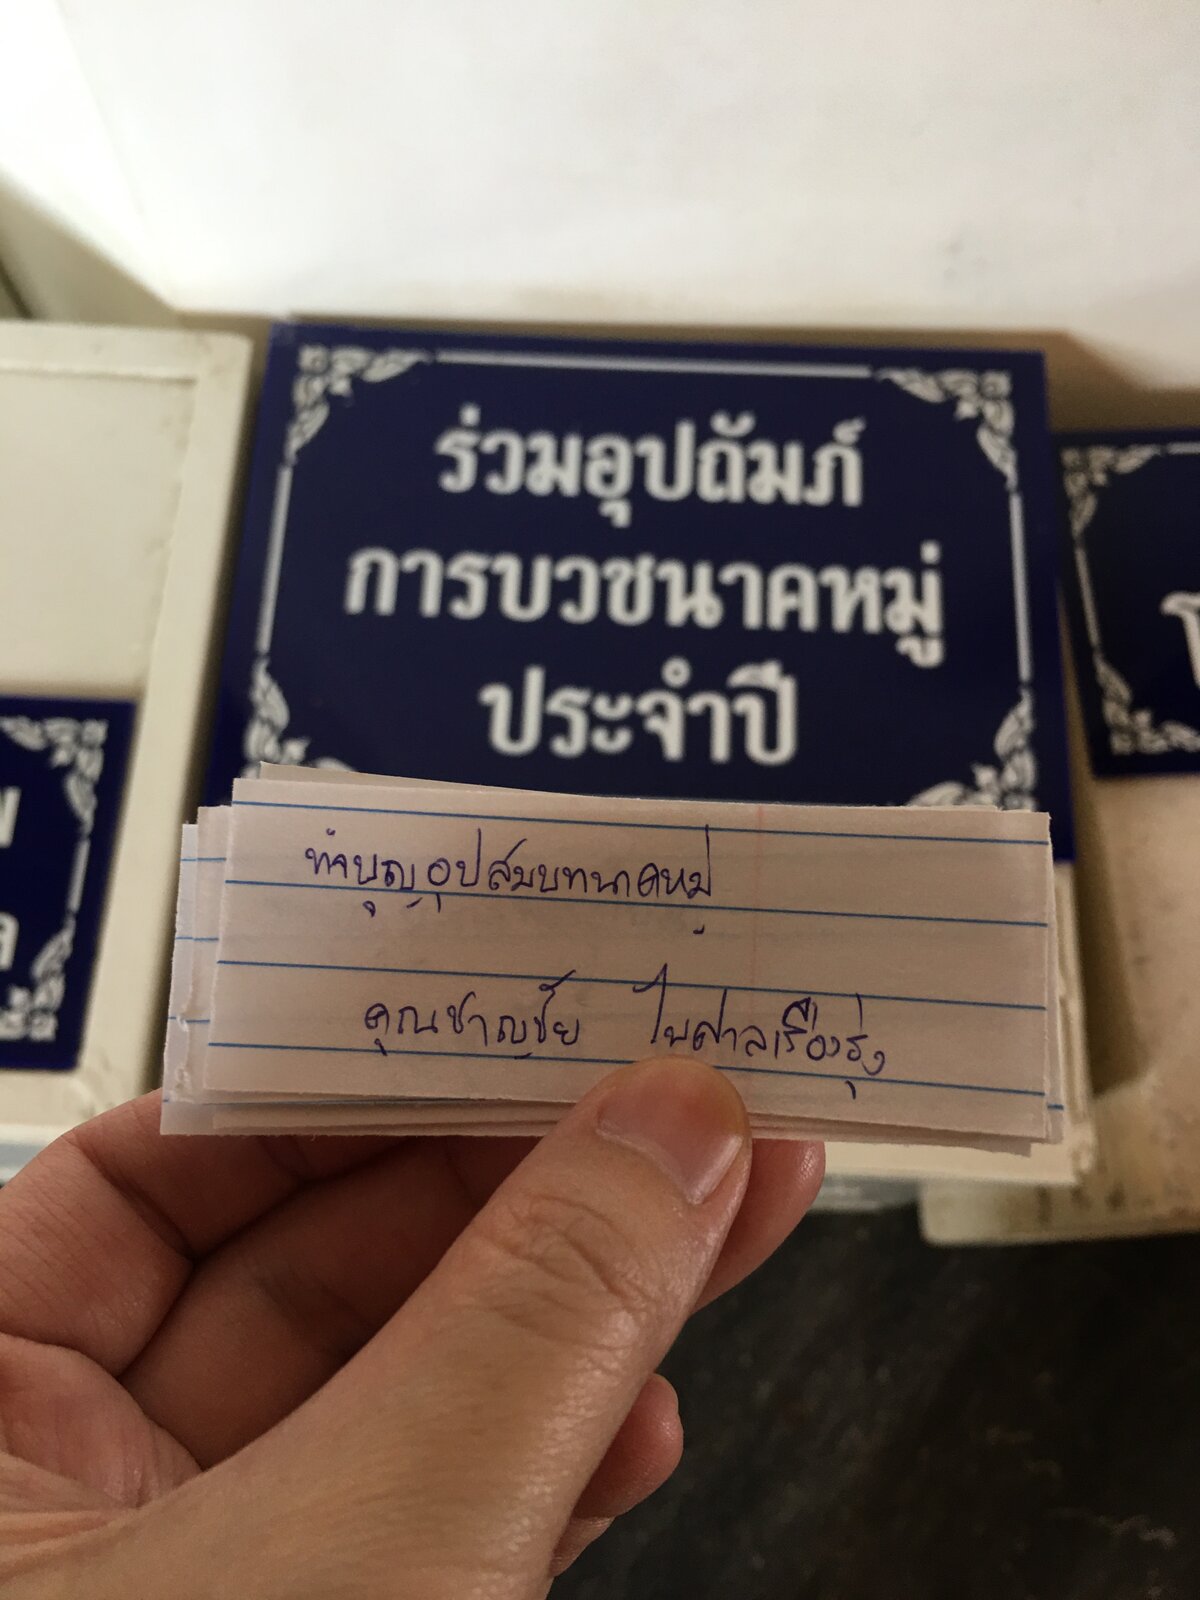 ร่วมอุปถัมภ์
การบวชนาคหมู่
ประจำปี
ทำบุญอุปสมบทนาคหมู่
คุณชาญชัย ไพศาลเรืองรุ่ง